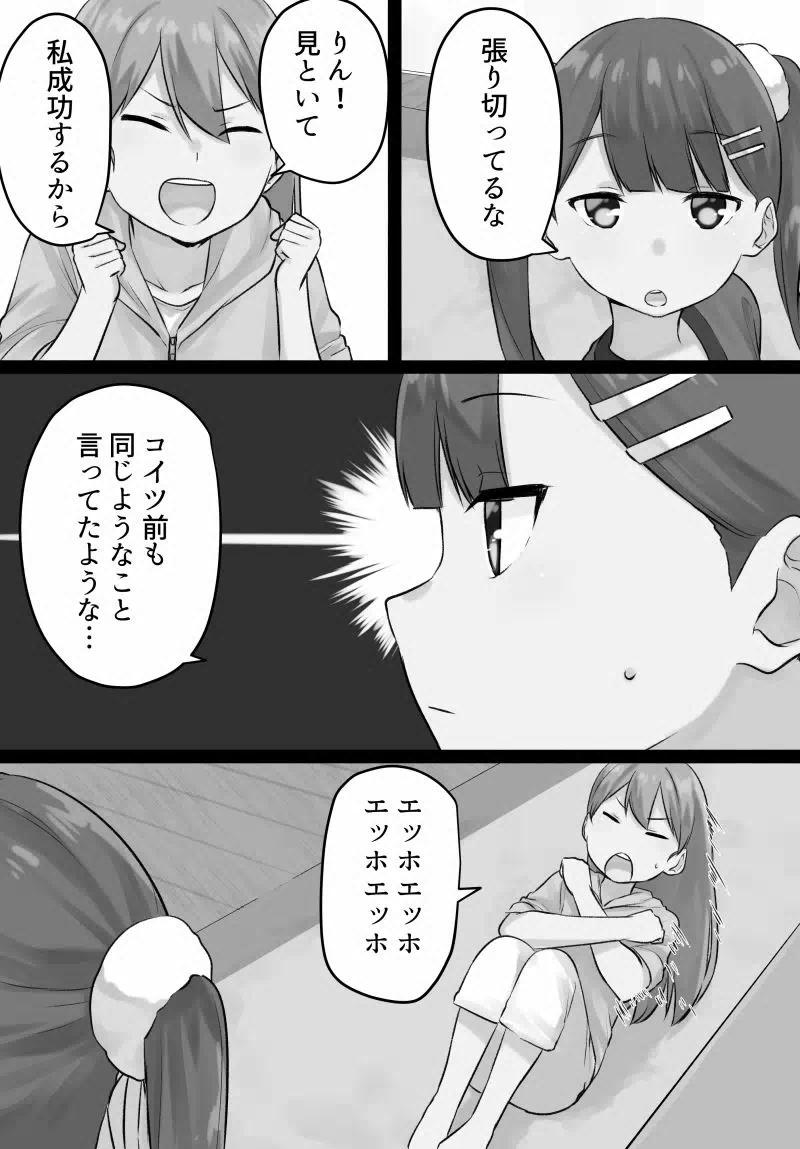 張り切ってるな
りん！
見といて
私成功するから
コイツ前も
同じようなこと
言ってたような…
エッホエッホ
エッホエッホ